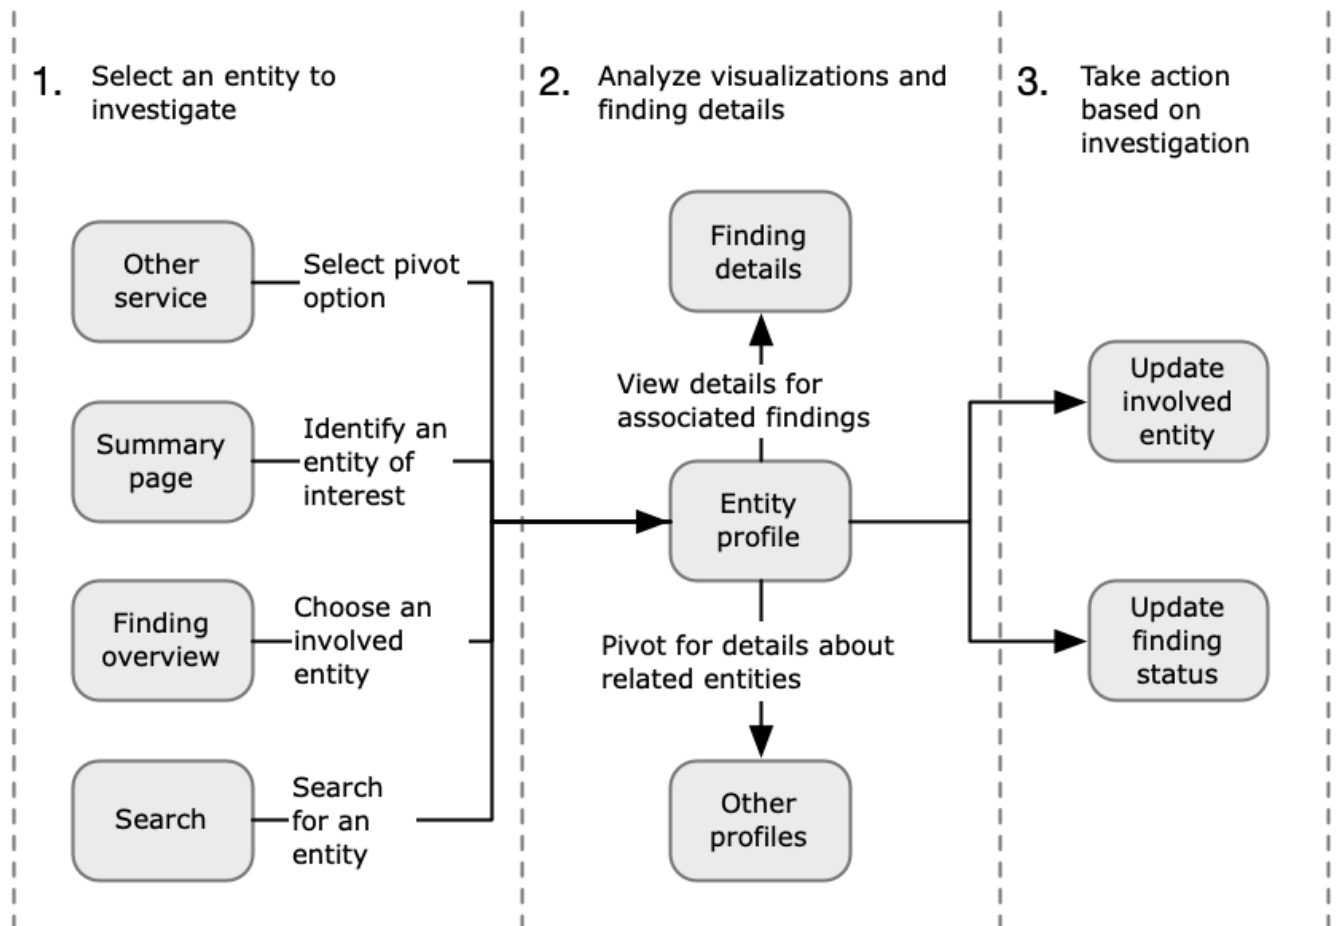 1. Select an entity to
investigate
Other
service
Select pivot
option
Summary
page
Identify an
entity of
interest
Finding
overview
Choose an
involved
entity
Search
Search
for an
entity
2. Analyze visualizations and
finding details
Finding
details
View details for
associated findings
Entity
profile
Pivot for details about
related entities
Other
profiles
3. Take action
based on
investigation
Update
involved
entity
Update
finding
status